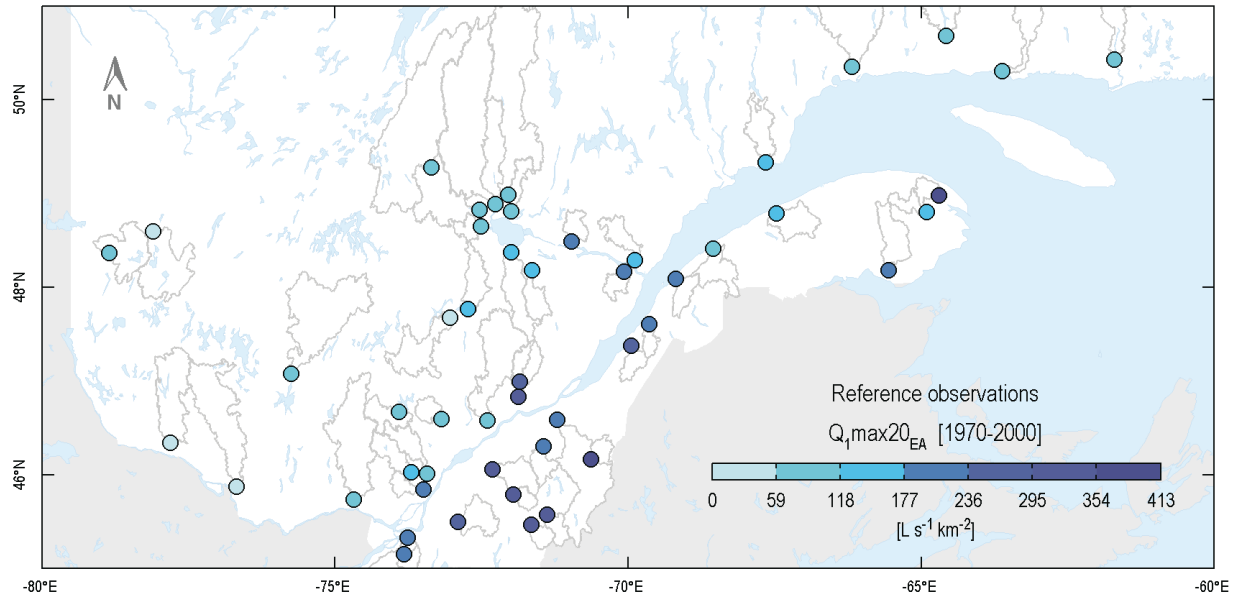 50°N
48°N
46°N
N
Reference observations
Q₁max20EA [1970-2000]
0 59 118 177 236 295 354 413
[L s⁻¹ km⁻²]
-80°E -75°E -70°E -65°E -60°E